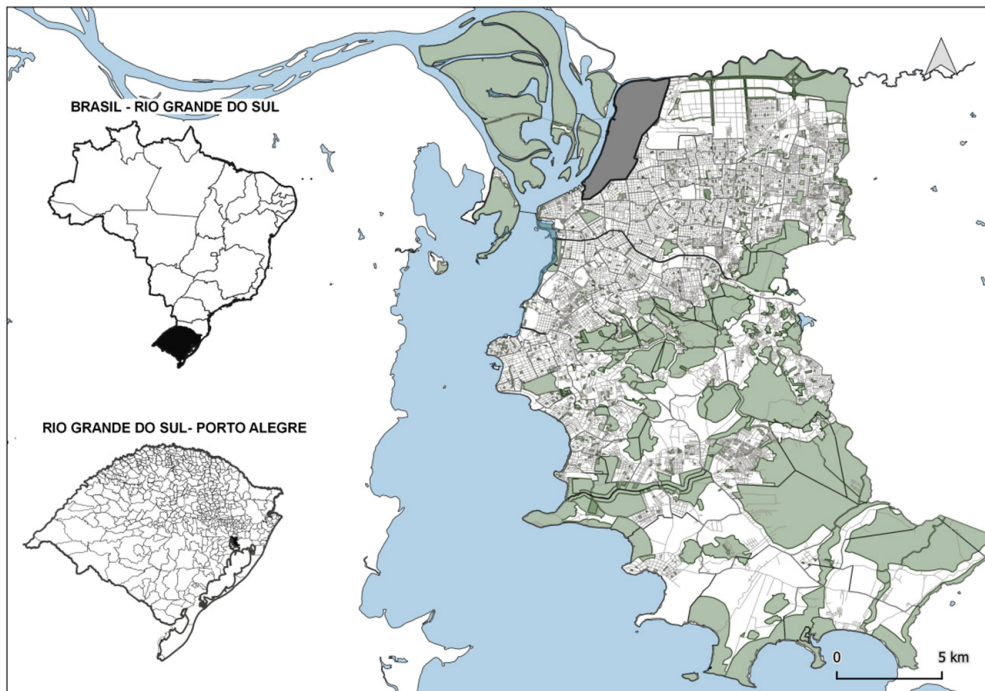 BRASIL - RIO GRANDE DO SUL
RIO GRANDE DO SUL- PORTO ALEGRE
0 5 km